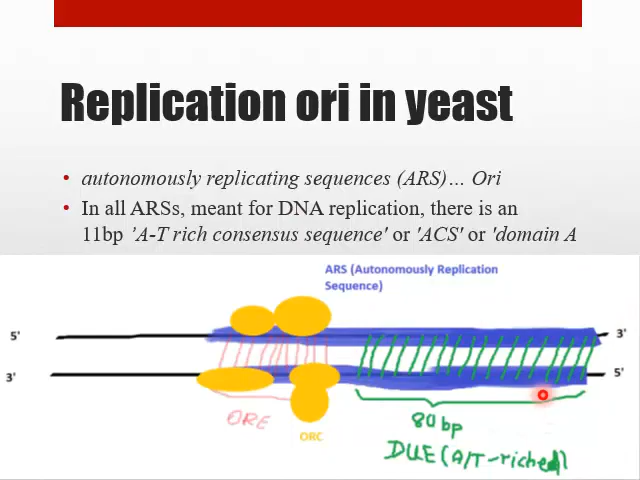 Replication ori in yeast
• autonomously replicating sequences (ARS)… Ori
• In all ARSs, meant for DNA replication, there is an
11bp ’A-T rich consensus sequence' or 'ACS' or 'domain A
ARS (Autonomously Replication
Sequence)
5' 3'
3' 5'
ORE
ORC
80 bp
DUE (A/T-riched)